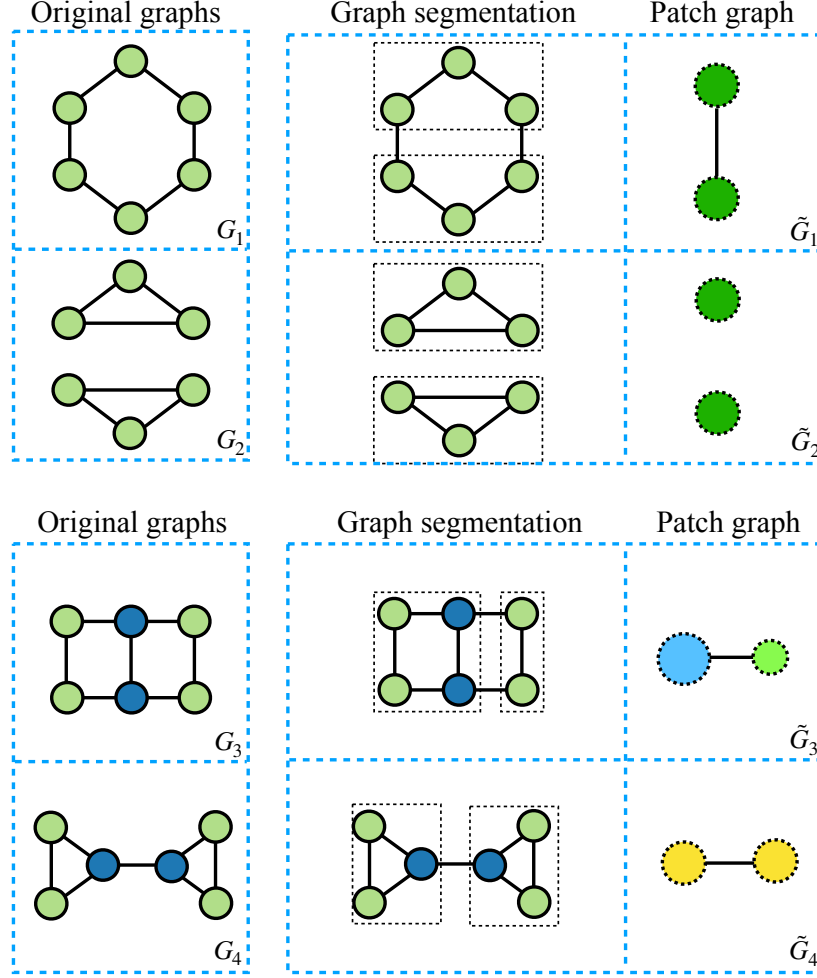 Original graphs Graph segmentation Patch graph
G₁ G̃₁
G₂ G̃₂
Original graphs Graph segmentation Patch graph
G₃ G̃₃
G₄ G̃₄